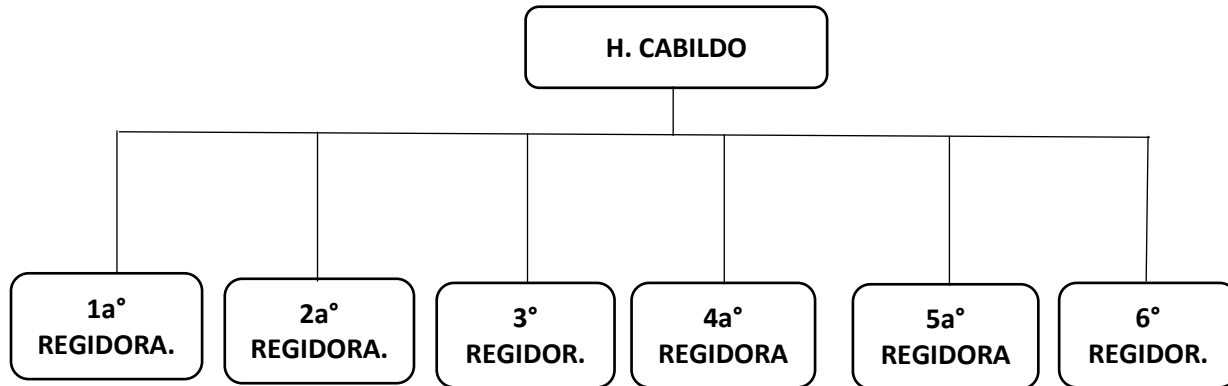 H. CABILDO
1a°
REGIDORA.
2a°
REGIDORA.
3°
REGIDOR.
4a°
REGIDORA
5a°
REGIDORA
6°
REGIDOR.